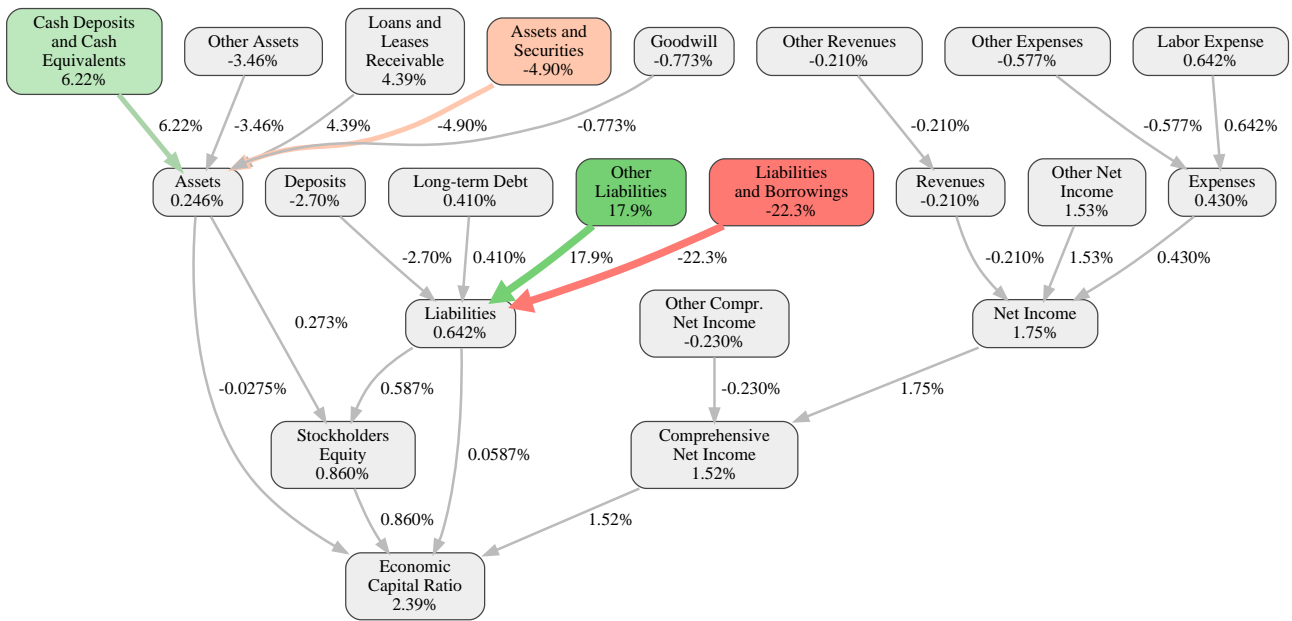 Cash Deposits
and Cash
Equivalents
6.22%
Other Assets
-3.46%
Loans and
Leases
Receivable
4.39%
Assets and
Securities
-4.90%
Goodwill
-0.773%
Other Revenues
-0.210%
Other Expenses
-0.577%
Labor Expense
0.642%
6.22%
-3.46%
4.39%
-4.90%
-0.773%
-0.210%
-0.577%
0.642%
Assets
0.246%
Deposits
-2.70%
Long-term Debt
0.410%
Other
Liabilities
17.9%
Liabilities
and Borrowings
-22.3%
Revenues
-0.210%
Other Net
Income
1.53%
Expenses
0.430%
-2.70%
0.410%
17.9%
-22.3%
-0.210%
1.53%
0.430%
0.273%
Liabilities
0.642%
Other Compr.
Net Income
-0.230%
Net Income
1.75%
-0.0275%
0.587%
-0.230%
1.75%
Stockholders
Equity
0.860%
0.0587%
Comprehensive
Net Income
1.52%
0.860%
1.52%
Economic
Capital Ratio
2.39%